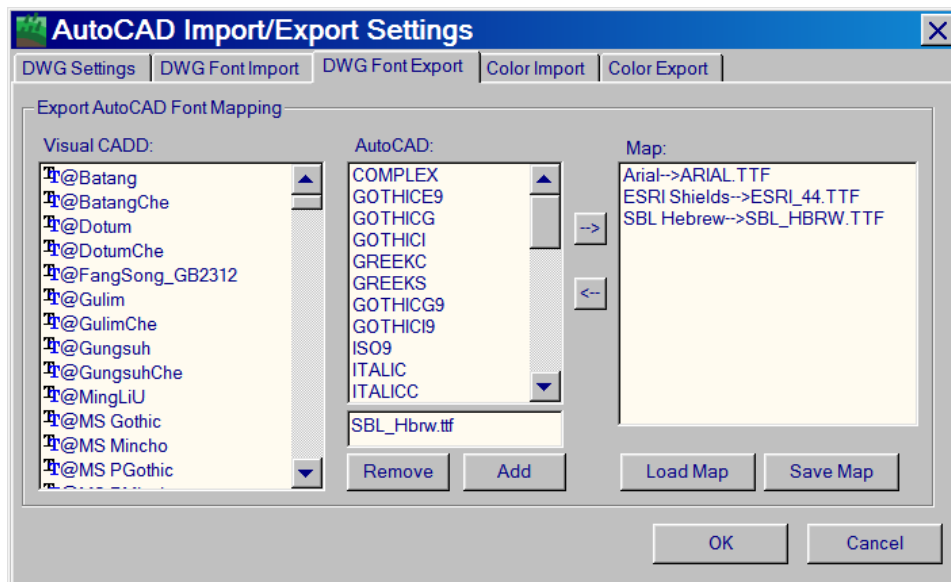 AutoCAD Import/Export Settings
DWG Settings DWG Font Import DWG Font Export Color Import Color Export
Export AutoCAD Font Mapping
Visual CADD:
@Batang
@BatangChe
@Dotum
@DotumChe
@FangSong_GB2312
@Gulim
@GulimChe
@Gungsuh
@GungsuhChe
@MingLiU
@MS Gothic
@MS Mincho
@MS PGothic
AutoCAD:
COMPLEX
GOTHICE9
GOTHICG
GOTHICI
GREEKC
GREEKS
GOTHICG9
GOTHICI9
ISO9
ITALIC
ITALICC
SBL_Hbrw.ttf
Remove Add
-->
<--
Map:
Arial-->ARIAL.TTF
ESRI Shields-->ESRI_44.TTF
SBL Hebrew-->SBL_HBRW.TTF
Load Map Save Map
OK Cancel